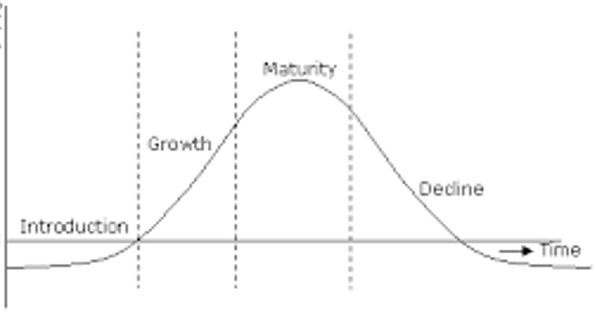 Maturity
Growth
Decline
Introduction
Time